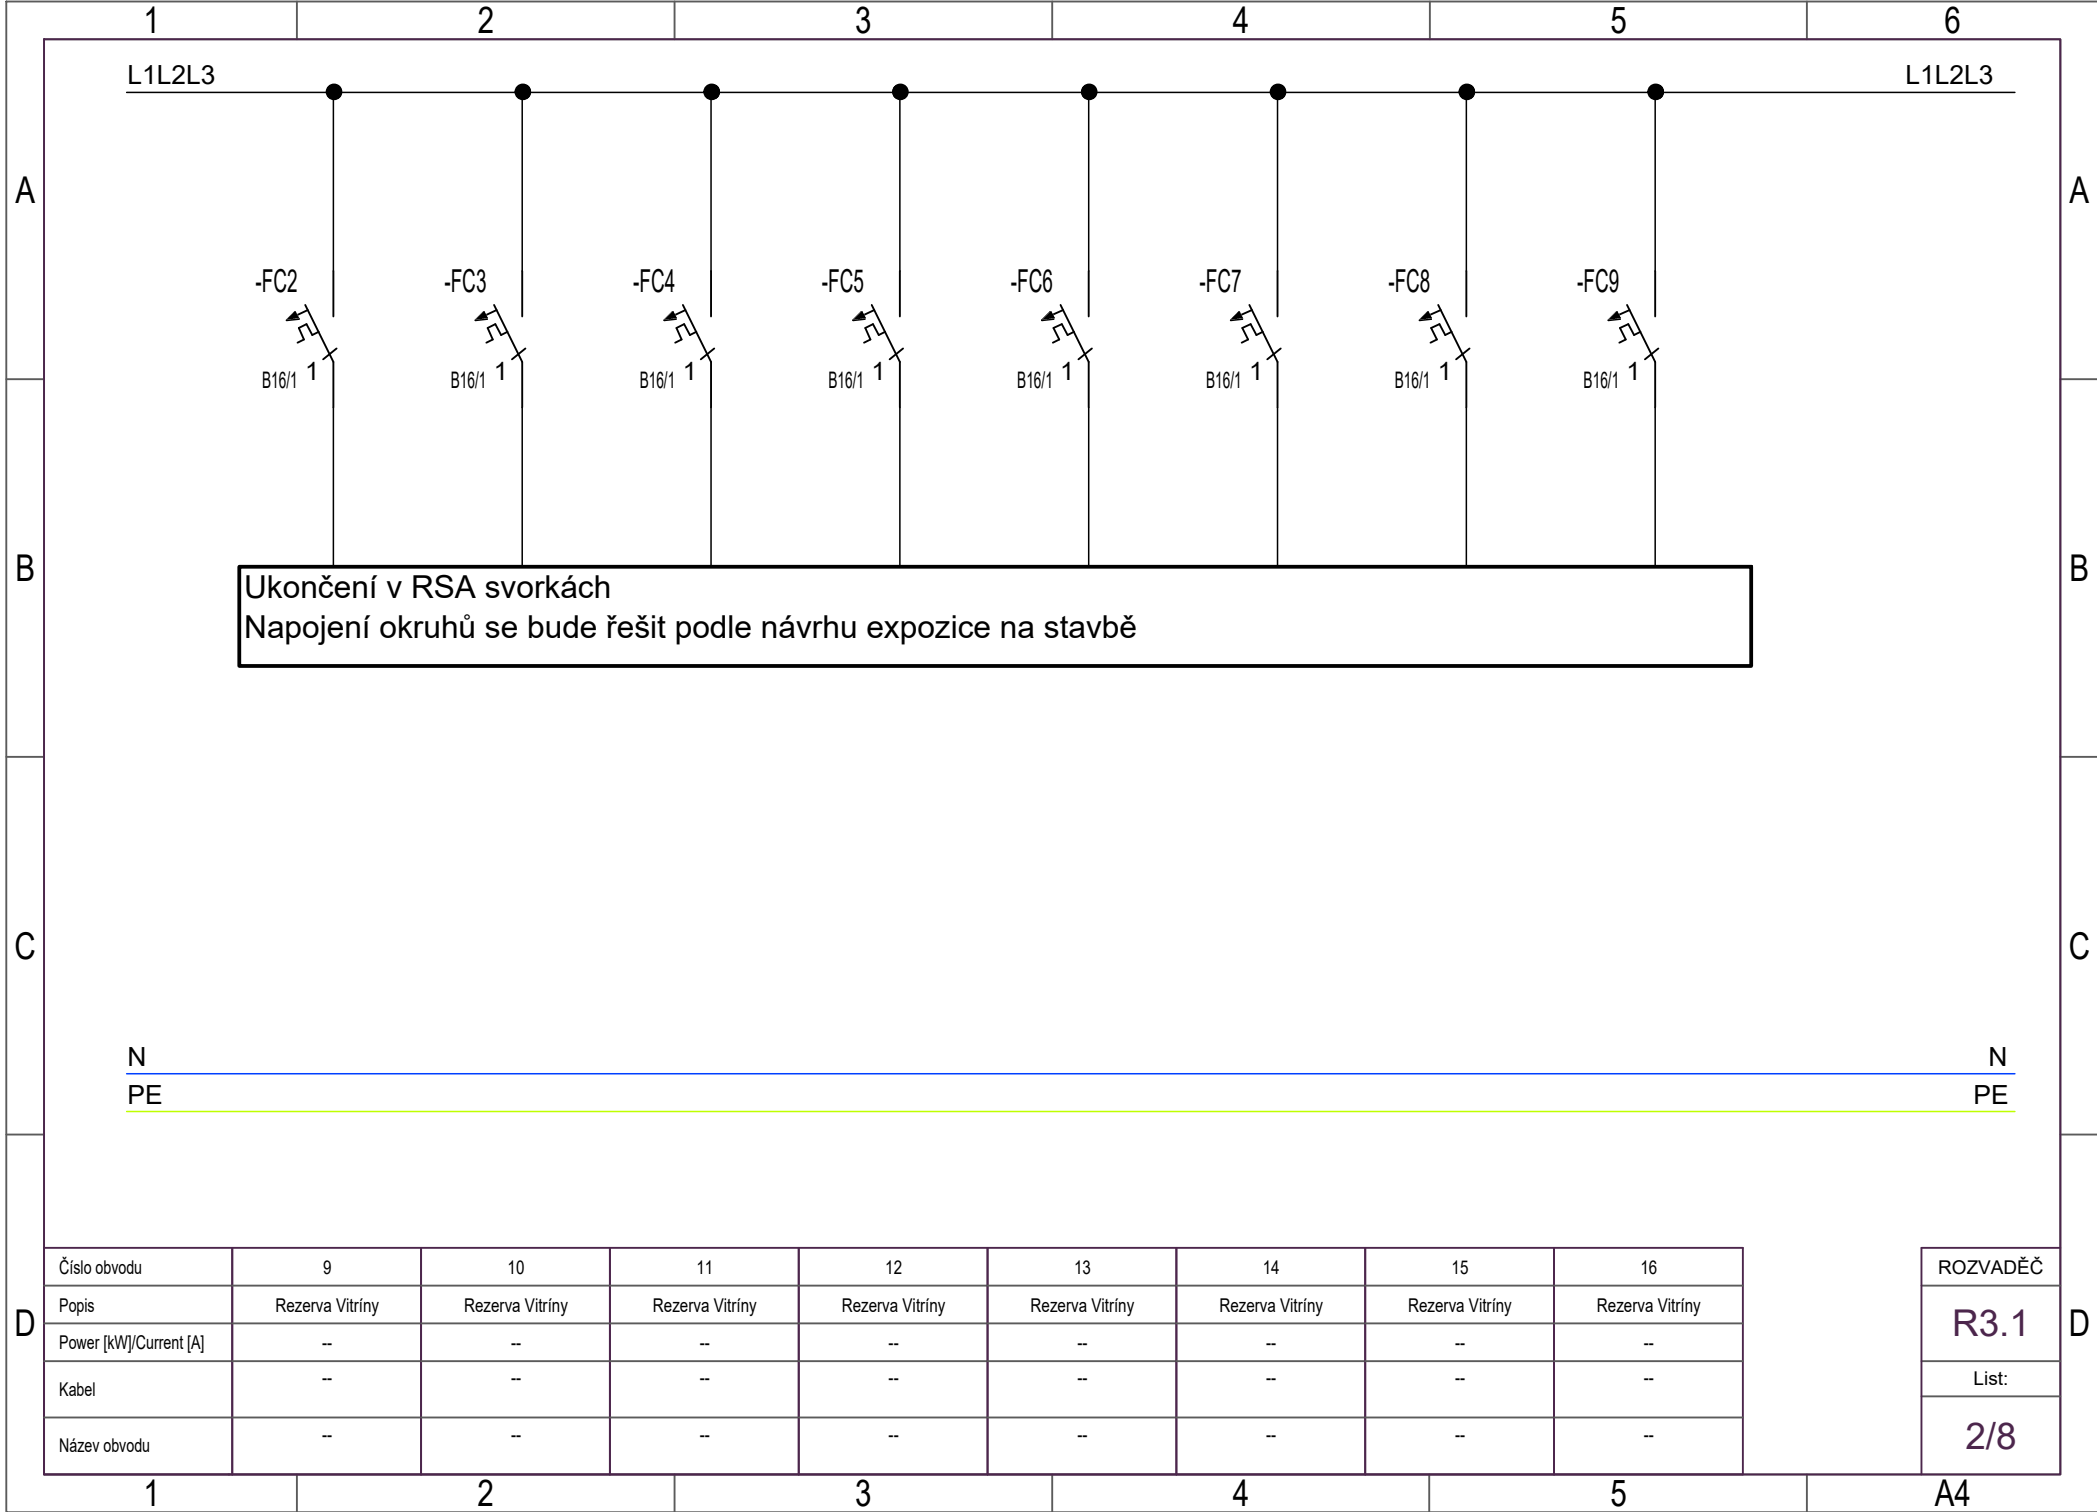 1 2 3 4 5 6
L1L2L3 L1L2L3
A A
-FC2 -FC3 -FC4 -FC5 -FC6 -FC7 -FC8 -FC9
B16/1 1 B16/1 1 B16/1 1 B16/1 1 B16/1 1 B16/1 1 B16/1 1 B16/1 1
B B
Ukončení v RSA svorkách
Napojení okruhů se bude řešit podle návrhu expozice na stavbě
C C
N N
PE PE
Číslo obvodu 9 10 11 12 13 14 15 16
Popis Rezerva Vitríny Rezerva Vitríny Rezerva Vitríny Rezerva Vitríny Rezerva Vitríny Rezerva Vitríny Rezerva Vitríny Rezerva Vitríny
Power [kW]/Current [A] -- -- -- -- -- -- -- --
Kabel -- -- -- -- -- -- -- --
Název obvodu -- -- -- -- -- -- -- --
ROZVADĚČ
R3.1
List:
2/8
D D
1 2 3 4 5 A4